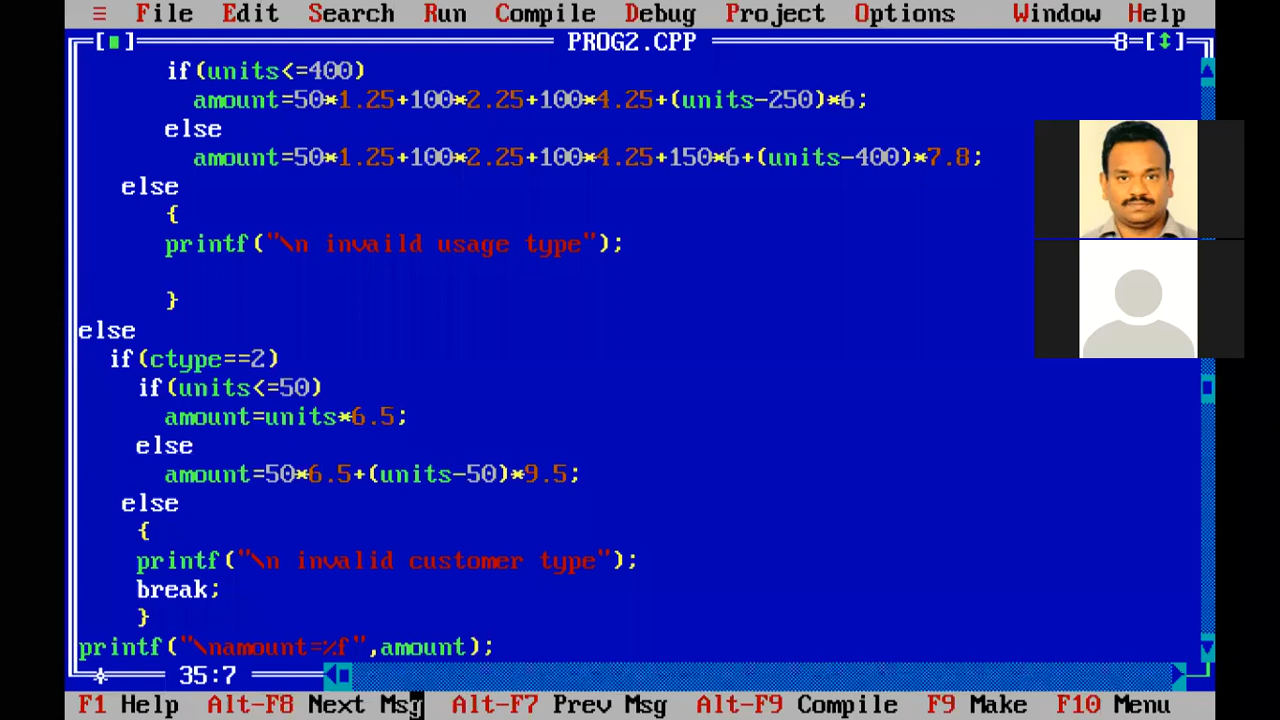 ≡ File Edit Search Run Compile Debug Project Options Window Help
[■] PROG2.CPP 8=[↕]
if(units<=400)
amount=50*1.25+100*2.25+100*4.25+(units-250)*6;
else
amount=50*1.25+100*2.25+100*4.25+150*6+(units-400)*7.8;
else
{
printf("\n invaild usage type");
}
else
if(ctype==2)
if(units<=50)
amount=units*6.5;
else
amount=50*6.5+(units-50)*9.5;
else
{
printf("\n invalid customer type");
break;
}
printf("\namount=%f",amount);
35:7
F1 Help Alt-F8 Next Msg Alt-F7 Prev Msg Alt-F9 Compile F9 Make F10 Menu